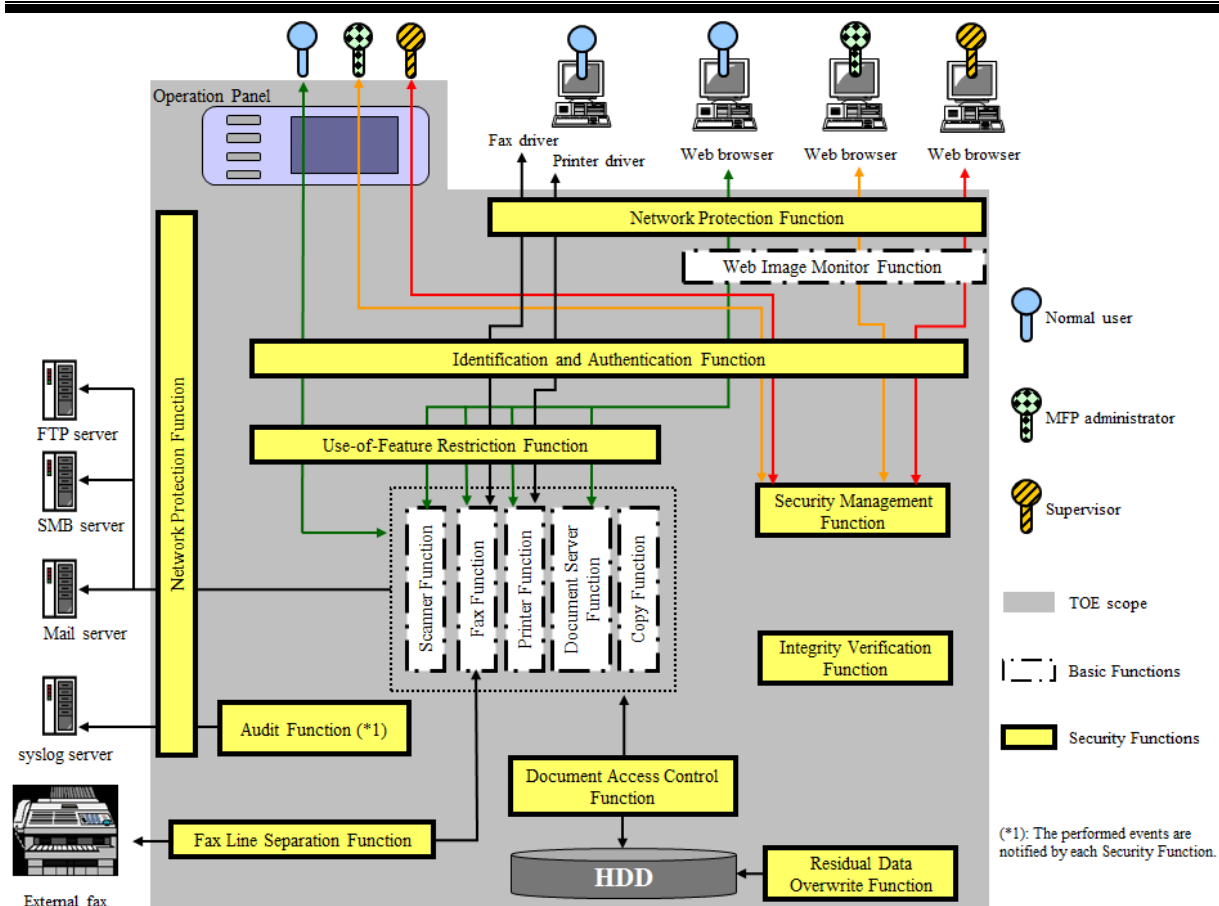 Operation Panel
Fax driver
Printer driver
Web browser
Web browser
Web browser
Network Protection Function
Web Image Monitor Function
Normal user
Identification and Authentication Function
MFP administrator
Use-of-Feature Restriction Function
Network Protection Function
FTP server
SMB server
Mail server
syslog server
External fax
Scanner Function
Fax Function
Printer Function
Document Server
Function
Copy Function
Security Management
Function
Supervisor
TOE scope
Integrity Verification
Function
Basic Functions
Audit Function (*1)
Security Functions
Document Access Control
Function
Fax Line Separation Function
HDD
Residual Data
Overwrite Function
(*1): The performed events are
notified by each Security Function.